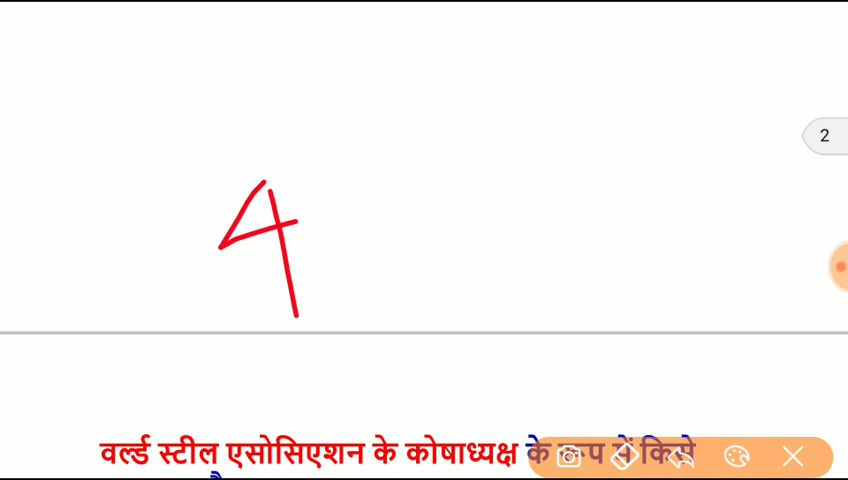 2
4
वर्ल्ड स्टील एसोसिएशन के कोषाध्यक्ष के रूप में किसे